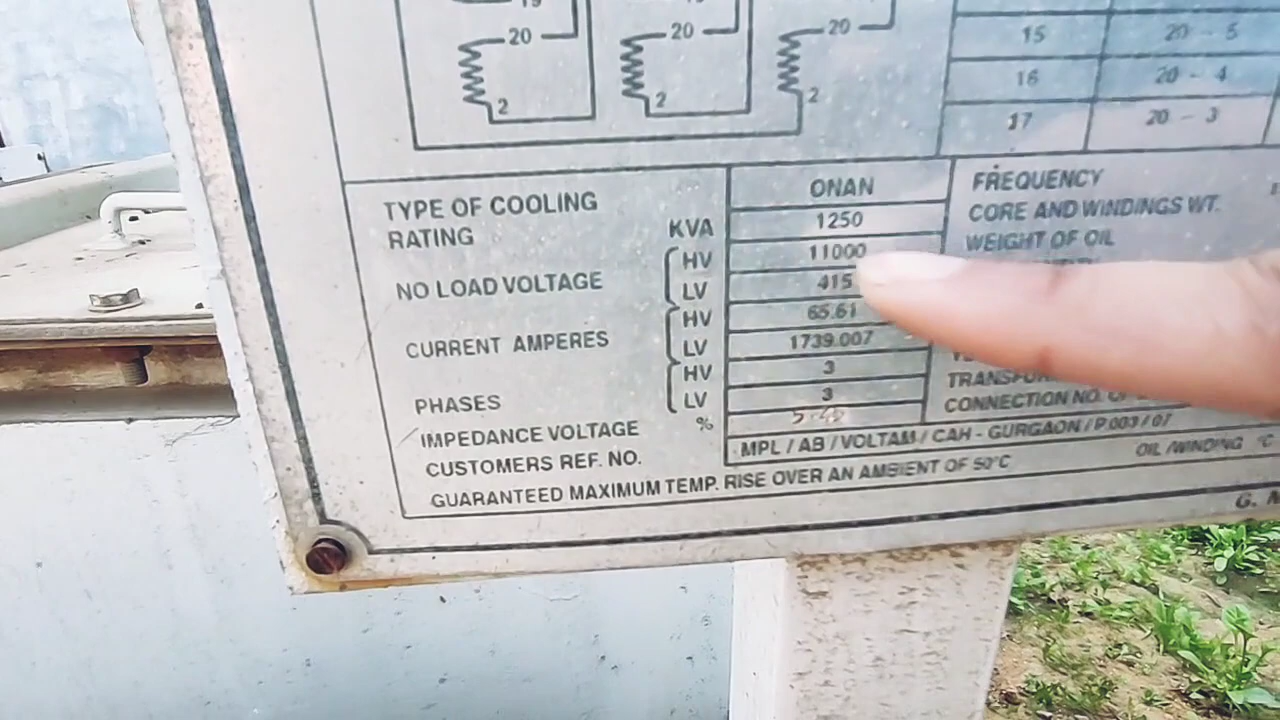 20 20 20
2 2 2
15 20 - 5
16 20 - 4
17 20 - 3
TYPE OF COOLING ONAN
RATING KVA 1250
NO LOAD VOLTAGE HV 11000
LV 415
CURRENT AMPERES HV 65.61
LV 1739.007
PHASES HV 3
LV 3
IMPEDANCE VOLTAGE %
CUSTOMERS REF. NO. MPL / AB / VOLTAM / CAH - GURGAON / P 003 / 07
GUARANTEED MAXIMUM TEMP. RISE OVER AN AMBIENT OF 50°C OIL /WINDING °C
FREQUENCY
CORE AND WINDINGS WT.
WEIGHT OF OIL
CONNECTION NO.
G.